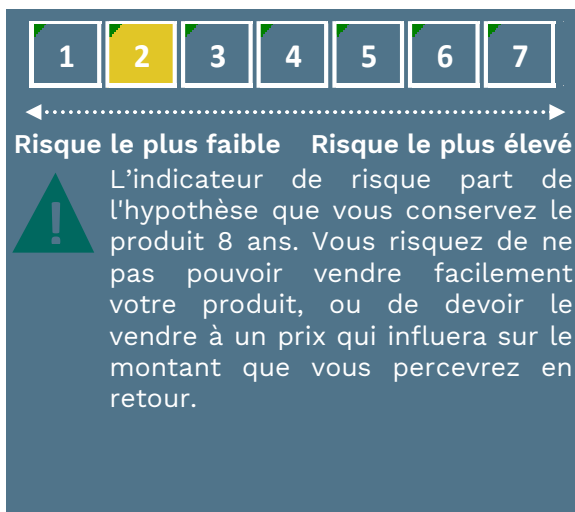 1 2 3 4 5 6 7
Risque le plus faible Risque le plus élevé
L’indicateur de risque part de
l'hypothèse que vous conservez le
produit 8 ans. Vous risquez de ne
pas pouvoir vendre facilement
votre produit, ou de devoir le
vendre à un prix qui influera sur le
montant que vous percevrez en
retour.